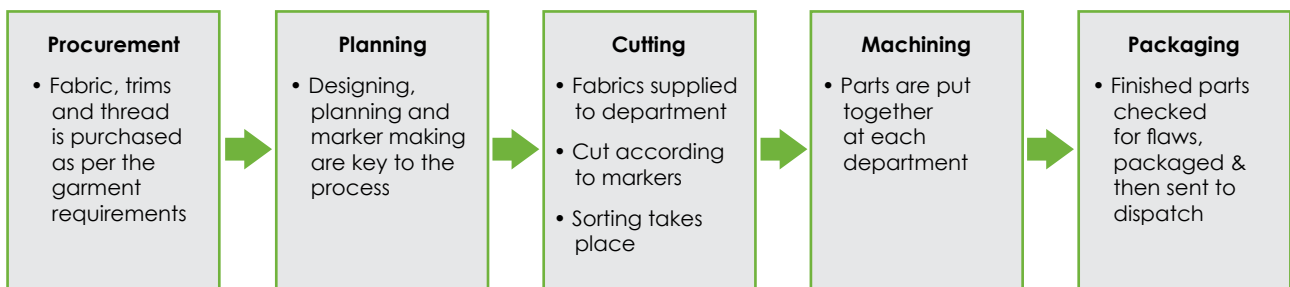 Procurement
• Fabric, trims
and thread
is purchased
as per the
garment
requirements
Planning
• Designing,
planning and
marker making
are key to the
process
Cutting
• Fabrics supplied
to department
• Cut according
to markers
• Sorting takes
place
Machining
• Parts are put
together
at each
department
Packaging
• Finished parts
checked
for flaws,
packaged &
then sent to
dispatch